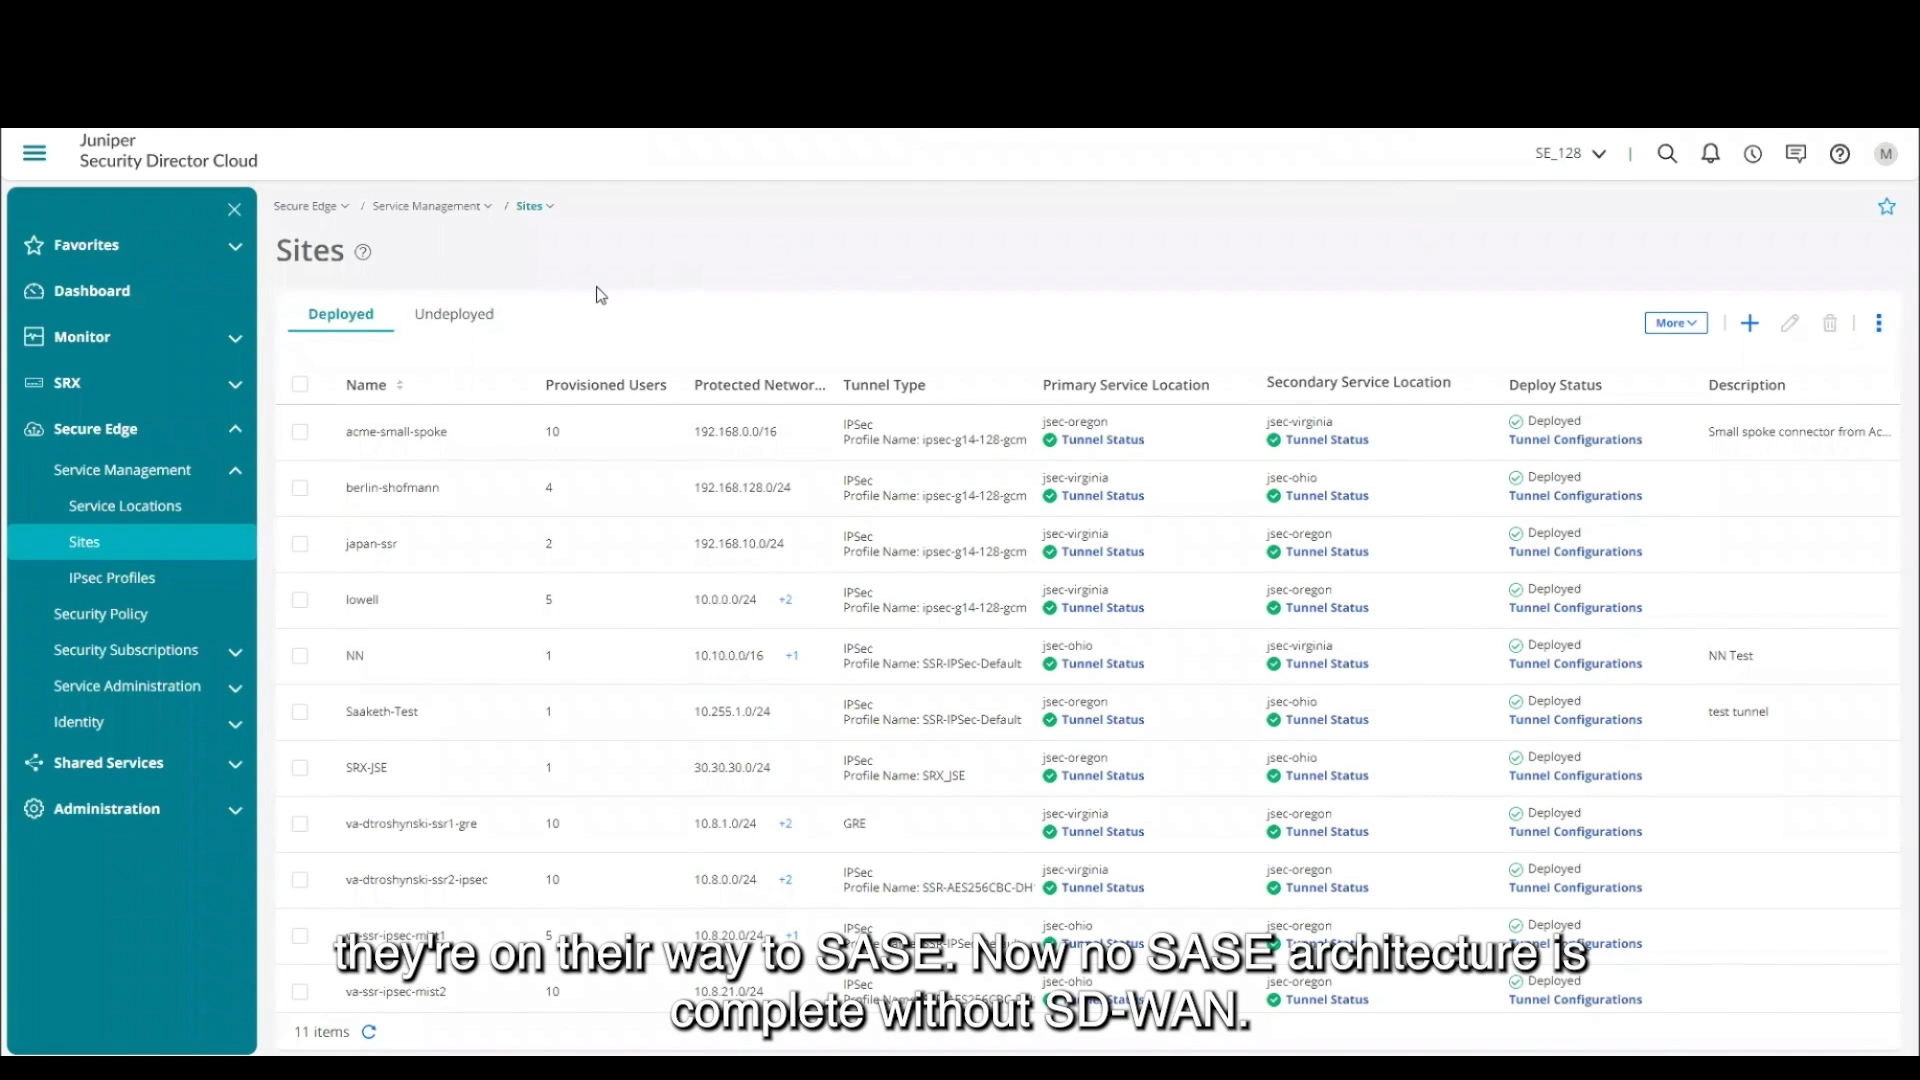 Juniper
Security Director Cloud
SE_128
M
Favorites
Dashboard
Monitor
SRX
Secure Edge
Service Management
Service Locations
Sites
IPsec Profiles
Security Policy
Security Subscriptions
Service Administration
Identity
Shared Services
Administration
Secure Edge / Service Management / Sites
Sites
Deployed Undeployed
More
Name Provisioned Users Protected Networ... Tunnel Type Primary Service Location Secondary Service Location Deploy Status Description
acme-small-spoke 10 192.168.0.0/16 IPSec jsec-oregon jsec-virginia Deployed Small spoke connector from Ac...
Profile Name: ipsec-g14-128-gcm Tunnel Status Tunnel Status Tunnel Configurations
berlin-shofmann 4 192.168.128.0/24 IPSec jsec-virginia jsec-ohio Deployed
Profile Name: ipsec-g14-128-gcm Tunnel Status Tunnel Status Tunnel Configurations
japan-ssr 2 192.168.10.0/24 IPSec jsec-virginia jsec-oregon Deployed
Profile Name: ipsec-g14-128-gcm Tunnel Status Tunnel Status Tunnel Configurations
lowell 5 10.0.0.0/24 +2 IPSec jsec-virginia jsec-oregon Deployed
Profile Name: ipsec-g14-128-gcm Tunnel Status Tunnel Status Tunnel Configurations
NN 1 10.10.0.0/16 +1 IPSec jsec-ohio jsec-virginia Deployed NN Test
Profile Name: SSR-IPSec-Default Tunnel Status Tunnel Status Tunnel Configurations
Saaketh-Test 1 10.255.1.0/24 IPSec jsec-oregon jsec-ohio Deployed test tunnel
Profile Name: SSR-IPSec-Default Tunnel Status Tunnel Status Tunnel Configurations
SRX-JSE 1 30.30.30.0/24 IPSec jsec-oregon jsec-ohio Deployed
Profile Name: SRX_JSE Tunnel Status Tunnel Status Tunnel Configurations
va-dtroshynski-ssr1-gre 10 10.8.1.0/24 +2 GRE jsec-virginia jsec-oregon Deployed
Tunnel Status Tunnel Status Tunnel Configurations
va-dtroshynski-ssr2-ipsec 10 10.8.0.0/24 +2 IPSec jsec-virginia jsec-oregon Deployed
Profile Name: SSR-AES256CBC-DH Tunnel Status Tunnel Status Tunnel Configurations
5 10.8.20.0/24 +1 IPSec jsec-ohio jsec-oregon Deployed
they're on their way to SASE. Now no SASE architecture is
va-ssr-ipsec-mist2 10 10.8.21.0/24 IPSec jsec-ohio jsec-oregon Deployed
Tunnel Status Tunnel Configurations
complete without SD-WAN.
11 items